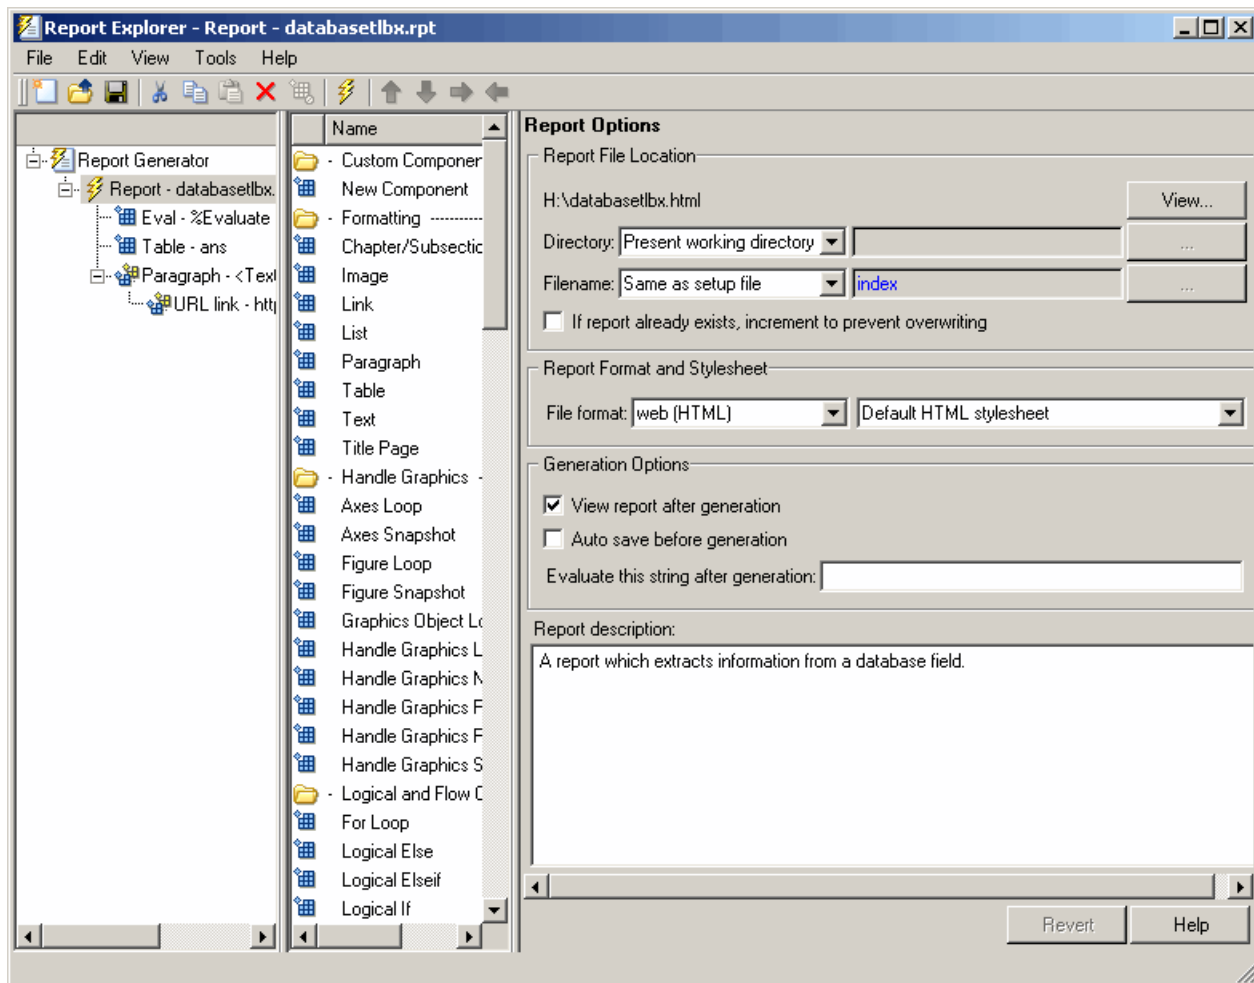 Report Explorer - Report - databasetlbx.rpt
File Edit View Tools Help
Report Generator
Report - databasetlbx.
Eval - %Evaluate
Table - ans
Paragraph - <Text
URL link - http
Name
- Custom Componen
New Component
- Formatting ------------
Chapter/Subsectio
Image
Link
List
Paragraph
Table
Text
Title Page
- Handle Graphics -
Axes Loop
Axes Snapshot
Figure Loop
Figure Snapshot
Graphics Object Lo
Handle Graphics L
Handle Graphics N
Handle Graphics P
Handle Graphics P
Handle Graphics S
- Logical and Flow C
For Loop
Logical Else
Logical Elseif
Logical If
Report Options
Report File Location
H:\databasetlbx.html View...
Directory: Present working directory ...
Filename: Same as setup file index ...
If report already exists, increment to prevent overwriting
Report Format and Stylesheet
File format: web (HTML) Default HTML stylesheet
Generation Options
View report after generation
Auto save before generation
Evaluate this string after generation:
Report description:
A report which extracts information from a database field.
Revert Help